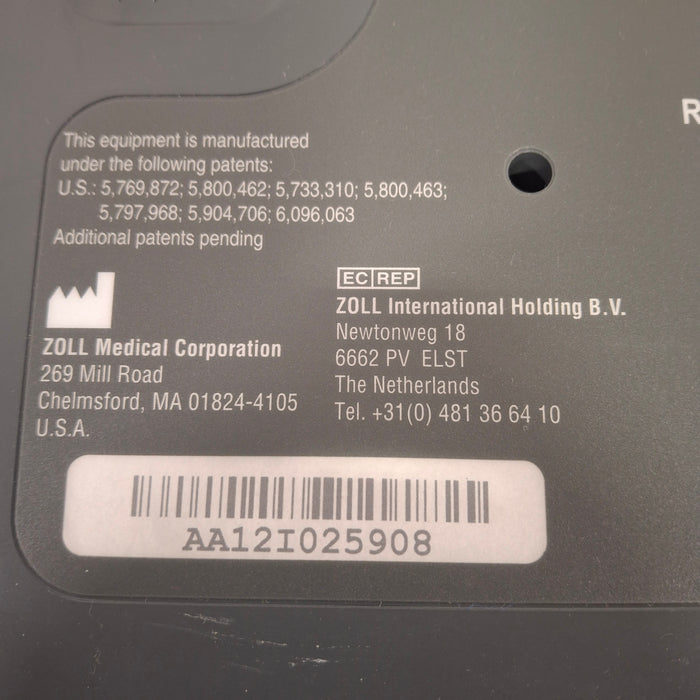 R
This equipment is manufactured
under the following patents:
U.S.: 5,769,872; 5,800,462; 5,733,310; 5,800,463;
5,797,968; 5,904,706; 6,096,063
Additional patents pending
ZOLL Medical Corporation
269 Mill Road
Chelmsford, MA 01824-4105
U.S.A.
EC REP
ZOLL International Holding B.V.
Newtonweg 18
6662 PV ELST
The Netherlands
Tel. +31(0) 481 36 64 10
AA12I025908